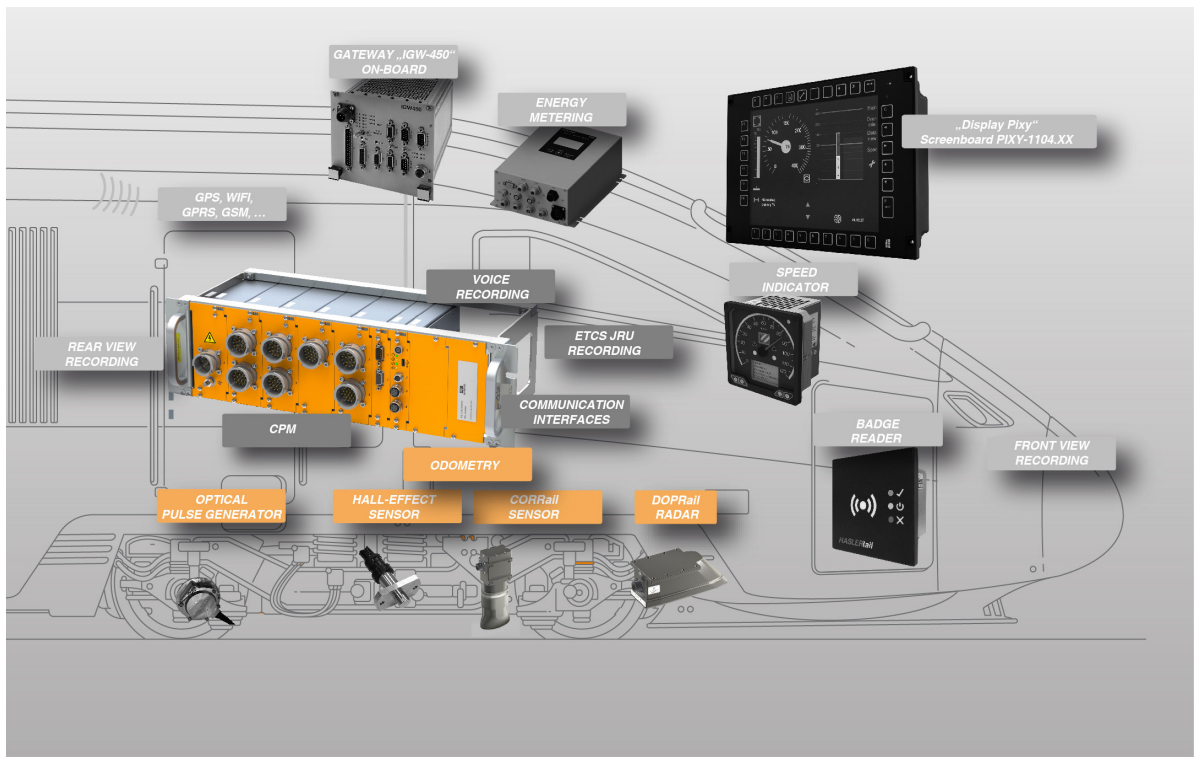 GATEWAY „IGW-450“
ON-BOARD
IGW450
ENERGY
METERING
„Display Pixy“
Screenboard PIXY-1104.XX
GPS, WIFI,
GPRS, GSM, ...
VOICE
RECORDING
SPEED
INDICATOR
REAR VIEW
RECORDING
ETCS JRU
RECORDING
COMMUNICATION
INTERFACES
CPM
BADGE
READER
FRONT VIEW
RECORDING
ODOMETRY
OPTICAL
PULSE GENERATOR
HALL-EFFECT
SENSOR
CORRail
SENSOR
DOPRail
RADAR
HASLERRail